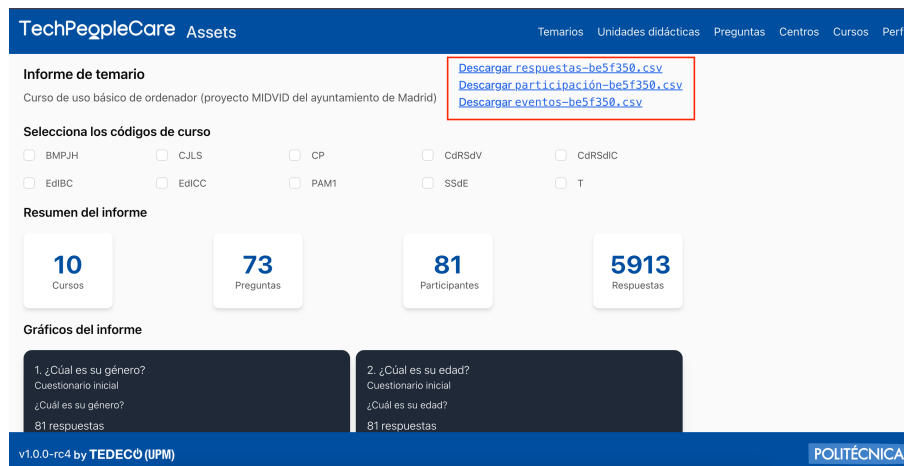 TechPeopleCare Assets
Temarios Unidades didácticas Preguntas Centros Cursos Perf
Informe de temario
Curso de uso básico de ordenador (proyecto MIDVID del ayuntamiento de Madrid)
Descargar respuestas-be5f350.csv
Descargar participación-be5f350.csv
Descargar eventos-be5f350.csv
Selecciona los códigos de curso
BMPJH CJLS CP CdRSdV CdRSdIC
EdIBC EdICC PAM1 SSdE T
Resumen del informe
10 73 81 5913
Cursos Preguntas Participantes Respuestas
Gráficos del informe
1. ¿Cúal es su género?
Cuestionario inicial
¿Cuál es su género?
81 respuestas
2. ¿Cúal es su edad?
Cuestionario inicial
¿Cuál es su edad?
81 respuestas
v1.0.0-rc4 by TEDECO (UPM)
POLITÉCNICA